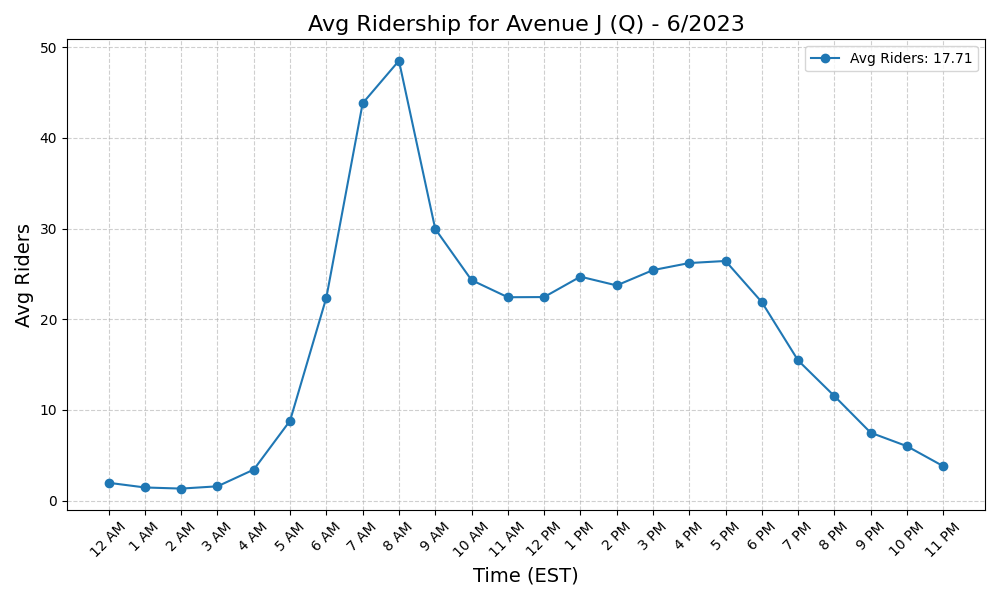 Avg Ridership for Avenue J (Q) - 6/2023
Avg Riders: 17.71
50
40
30
20
10
0
Avg Riders
12 AM
1 AM
2 AM
3 AM
4 AM
5 AM
6 AM
7 AM
8 AM
9 AM
10 AM
11 AM
12 PM
1 PM
2 PM
3 PM
4 PM
5 PM
6 PM
7 PM
8 PM
9 PM
10 PM
11 PM
Time (EST)